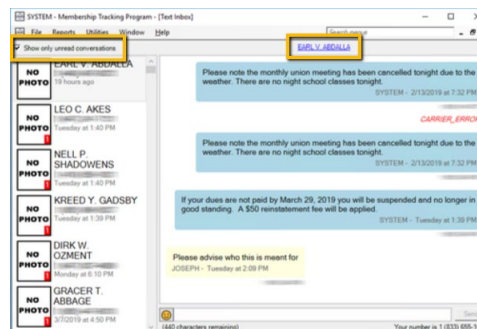 SYSTEM - Membership Tracking Program - [Text Inbox]
File Reports Utilities Window Help
Show only unread conversations
EARL V. ABDALLA
NO PHOTO
EARL V. ABDALLA
19 hours ago
NO PHOTO
LEO C. AKES
Tuesday at 1:40 PM
NO PHOTO
NELL P. SHADOWENS
Tuesday at 1:40 PM
NO PHOTO
KREED Y. GADSBY
Tuesday at 1:39 PM
NO PHOTO
DIRK W. OZMENT
Monday at 6:10 PM
NO PHOTO
GRACER T. ABBAGE
3/7/2019 at 4:50 PM
Please note the monthly union meeting has been cancelled tonight due to the
weather. There are no night school classes tonight.
SYSTEM - 2/13/2019 at 7:32 PM
CARRIER_ERROR
Please note the monthly union meeting has been cancelled tonight due to the
weather. There are no night school classes tonight.
SYSTEM - 2/13/2019 at 7:32 PM
If your dues are not paid by March 29, 2019 you will be suspended and no longer in
good standing. A $50 reinstatement fee will be applied.
SYSTEM - Tuesday at 1:39 PM
Please advise who this is meant for
JOSEPH - Tuesday at 2:09 PM
Send
(440 characters remaining)
Your number is 1 (833) 655-1